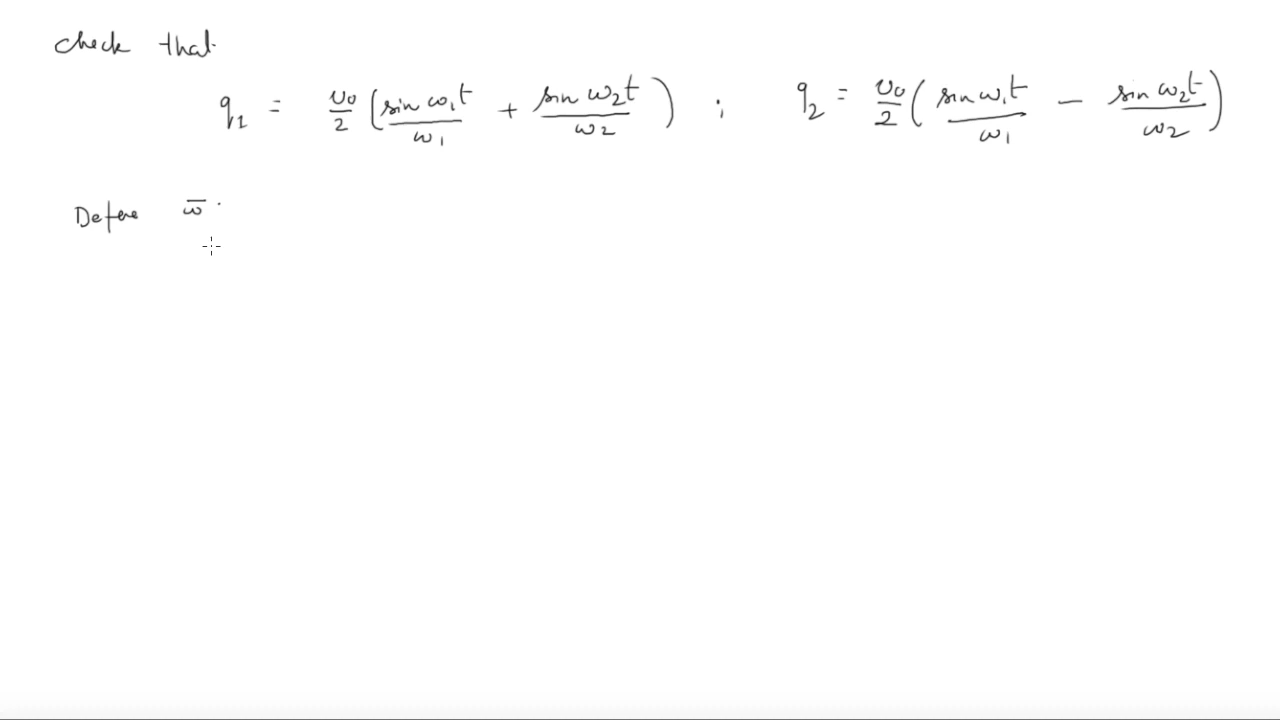 check that
q₁ = v₀/2 (sin ω₁t/ω₁ + sin ω₂t/ω₂) ; q₂ = v₀/2 (sin ω₁t/ω₁ − sin ω₂t/ω₂)
Define ω̄